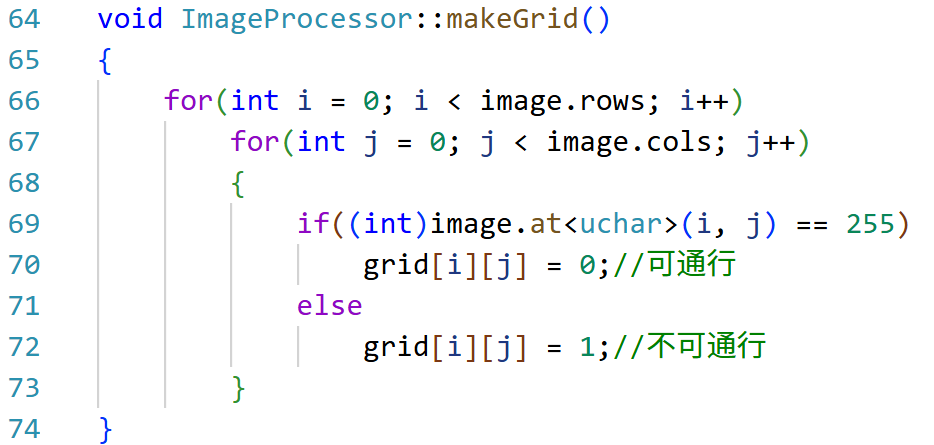 64 void ImageProcessor::makeGrid()
65 {
66     for(int i = 0; i < image.rows; i++)
67         for(int j = 0; j < image.cols; j++)
68         {
69             if((int)image.at<uchar>(i, j) == 255)
70                 grid[i][j] = 0;//可通行
71             else
72                 grid[i][j] = 1;//不可通行
73         }
74 }